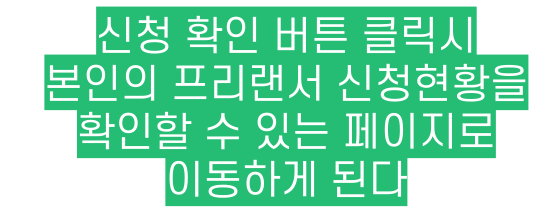 신청 확인 버튼 클릭시
본인의 프리랜서 신청현황을
확인할 수 있는 페이지로
이동하게 된다